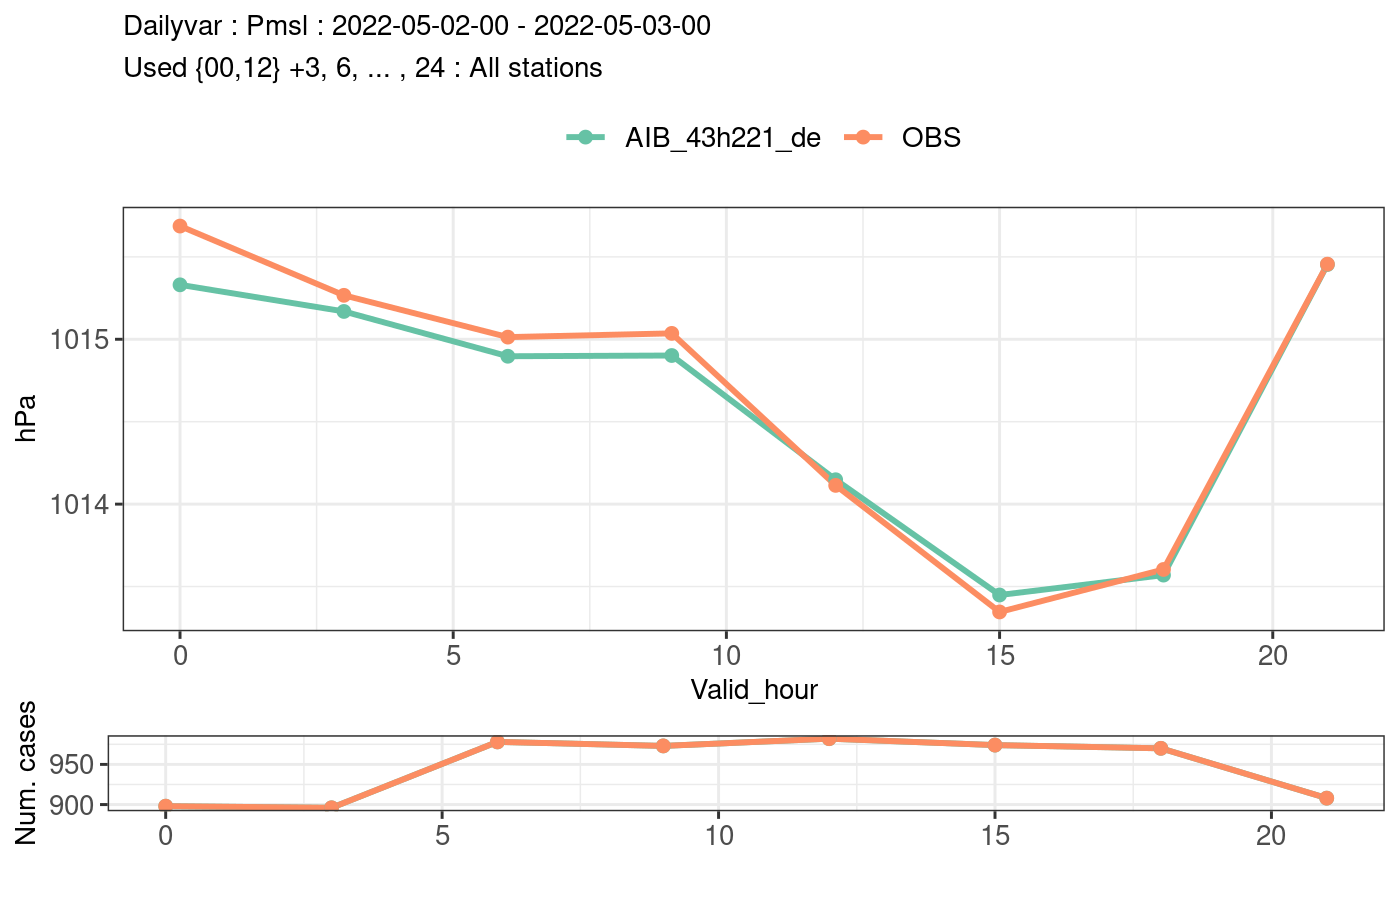 Dailyvar : Pmsl : 2022-05-02-00 - 2022-05-03-00
Used {00,12} +3, 6, ... , 24 : All stations
AIB_43h221_de OBS
hPa
1015
1014
0 5 10 15 20
Valid_hour
Num. cases
950
900
0 5 10 15 20